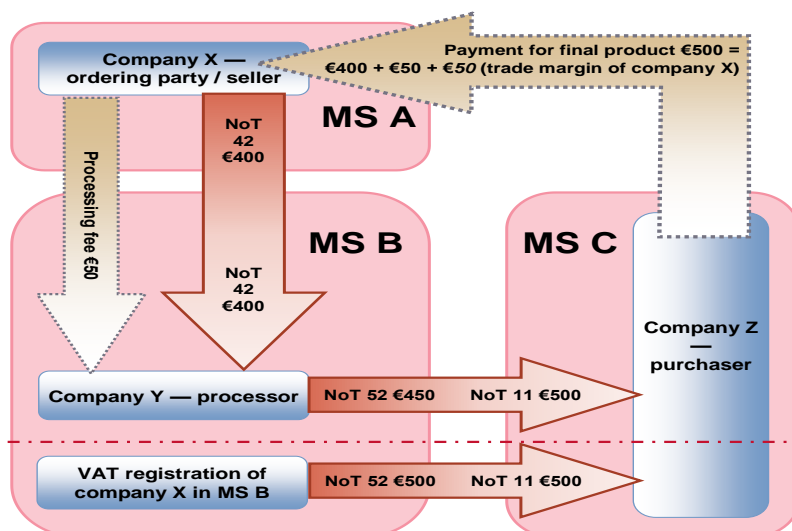 Company X —
ordering party / seller
Payment for final product €500 =
€400 + €50 + €50 (trade margin of company X)
MS A
NoT
42
€400
Processing fee €50
MS B
MS C
NoT
42
€400
Company Z
—
purchaser
Company Y — processor
NoT 52 €450 NoT 11 €500
VAT registration of
company X in MS B
NoT 52 €500 NoT 11 €500